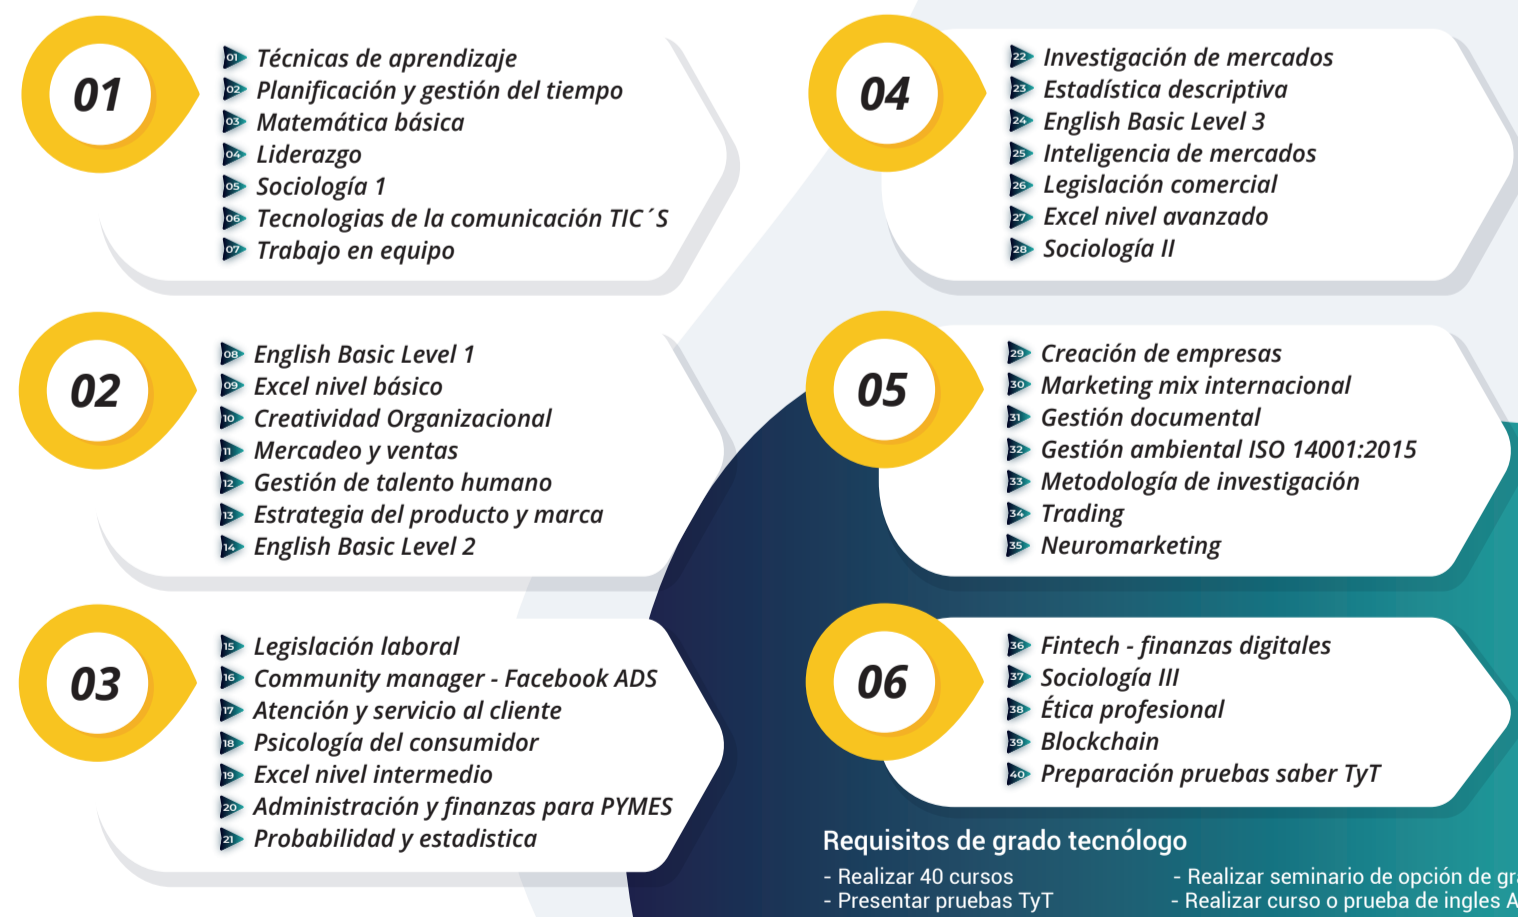 01
01 Técnicas de aprendizaje
02 Planificación y gestión del tiempo
03 Matemática básica
04 Liderazgo
05 Sociología 1
06 Tecnologias de la comunicación TIC´S
07 Trabajo en equipo
02
08 English Basic Level 1
09 Excel nivel básico
10 Creatividad Organizacional
11 Mercadeo y ventas
12 Gestión de talento humano
13 Estrategia del producto y marca
14 English Basic Level 2
03
15 Legislación laboral
16 Community manager - Facebook ADS
17 Atención y servicio al cliente
18 Psicología del consumidor
19 Excel nivel intermedio
20 Administración y finanzas para PYMES
21 Probabilidad y estadistica
04
22 Investigación de mercados
23 Estadística descriptiva
24 English Basic Level 3
25 Inteligencia de mercados
26 Legislación comercial
27 Excel nivel avanzado
28 Sociología II
05
29 Creación de empresas
30 Marketing mix internacional
31 Gestión documental
32 Gestión ambiental ISO 14001:2015
33 Metodología de investigación
34 Trading
35 Neuromarketing
06
36 Fintech - finanzas digitales
37 Sociología III
38 Ética profesional
39 Blockchain
40 Preparación pruebas saber TyT
Requisitos de grado tecnólogo
- Realizar 40 cursos
- Presentar pruebas TyT
- Realizar seminario de opción de
- Realizar curso o prueba de ingles